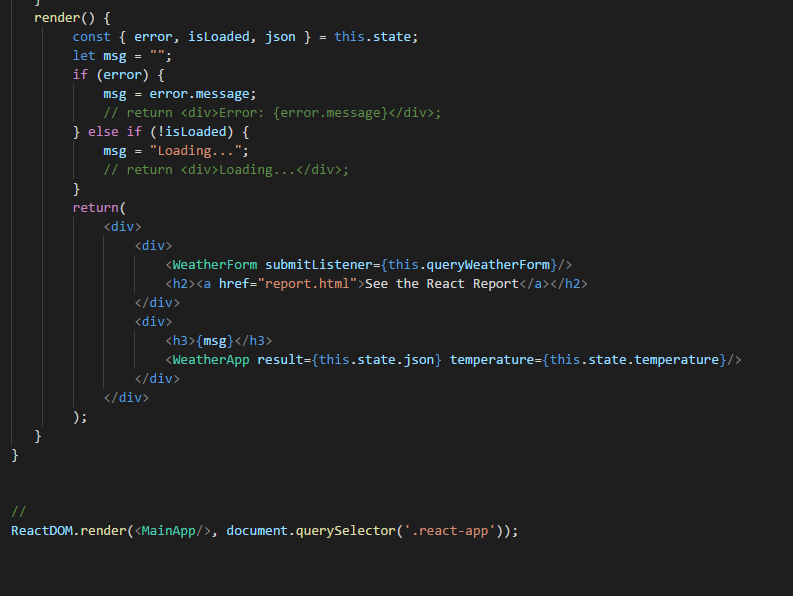 }
render() {
const { error, isLoaded, json } = this.state;
let msg = "";
if (error) {
msg = error.message;
// return <div>Error: {error.message}</div>;
} else if (!isLoaded) {
msg = "Loading...";
// return <div>Loading...</div>;
}
return(
<div>
<div>
<WeatherForm submitListener={this.queryWeatherForm}/>
<h2><a href="report.html">See the React Report</a></h2>
</div>
<div>
<h3>{msg}</h3>
<WeatherApp result={this.state.json} temperature={this.state.temperature}/>
</div>
</div>
);
}
}
//
ReactDOM.render(<MainApp/>, document.querySelector('.react-app'));